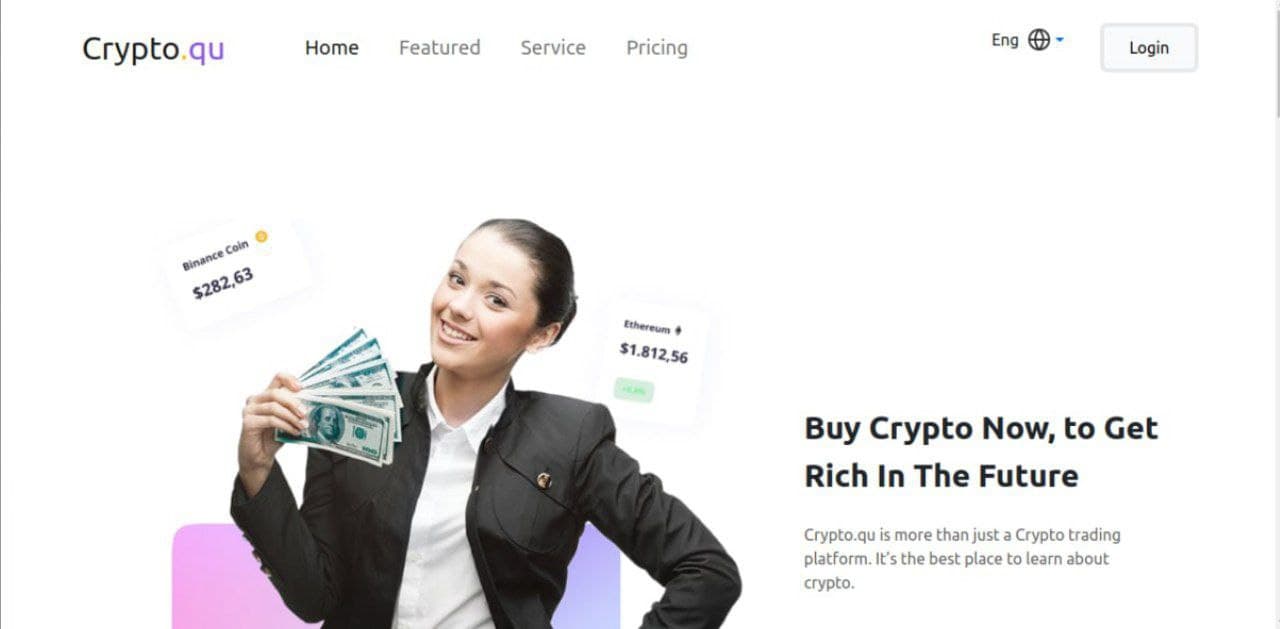 Crypto.qu
Home
Featured
Service
Pricing
Eng
Login
Binance Coin
$282,63
Ethereum
$1.812,56
Buy Crypto Now, to Get
Rich In The Future
Crypto.qu is more than just a Crypto trading
platform. It's the best place to learn about
crypto.